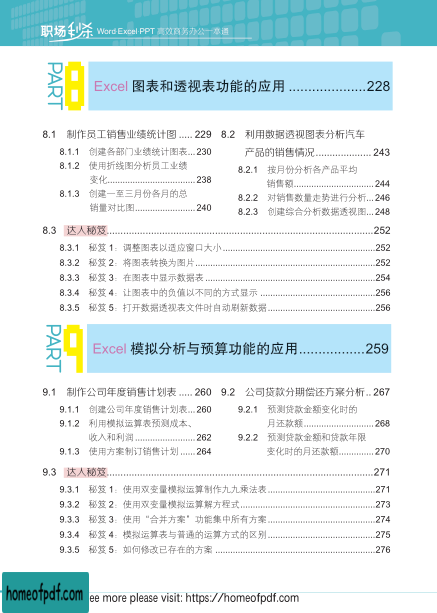 职场秒杀 Word·Excel·PPT 高效商务办公一本通
PART 8
Excel 图表和透视表功能的应用 ....................228
8.1 制作员工销售业绩统计图 ..... 229
8.1.1 创建各部门业绩统计图表... 230
8.1.2 使用折线图分析员工业绩
变化............................. 238
8.1.3 创建一至三月份各月的总
销量对比图.................... 240
8.2 利用数据透视图表分析汽车
产品的销售情况................... 243
8.2.1 按月份分析各产品平均
销售额........................... 244
8.2.2 对销售数量走势进行分析... 246
8.2.3 创建综合分析数据透视图... 248
8.3 达人秘笈....................................................252
8.3.1 秘笈 1：调整图表以适应窗口大小....................252
8.3.2 秘笈 2：将图表转换为图片....................252
8.3.3 秘笈 3：在图表中显示数据表....................254
8.3.4 秘笈 4：让图表中的负值以不同的方式显示....................256
8.3.5 秘笈 5：打开数据透视表文件时自动刷新数据....................256
PART 9
Excel 模拟分析与预算功能的应用.................259
9.1 制作公司年度销售计划表 ..... 260
9.1.1 创建公司年度销售计划表... 260
9.1.2 利用模拟运算表预测成本、
收入和利润 ..................... 262
9.1.3 使用方案制订销售计划 ...... 264
9.2 公司贷款分期偿还方案分析.. 267
9.2.1 预测贷款金额变化时的
月还款额........................ 268
9.2.2 预测贷款金额和贷款年限
变化时的月还款额............ 270
9.3 达人秘笈....................................................271
9.3.1 秘笈 1：使用双变量模拟运算制作九九乘法表....................271
9.3.2 秘笈 2：使用双变量模拟运算解方程式....................273
9.3.3 秘笈 3：使用“合并方案”功能集中所有方案....................274
9.3.4 秘笈 4：模拟运算表与普通的运算方式的区别....................275
9.3.5 秘笈 5：如何修改已存在的方案 ....................276
homeofpdf.com
ee more please visit: https://homeofpdf.com